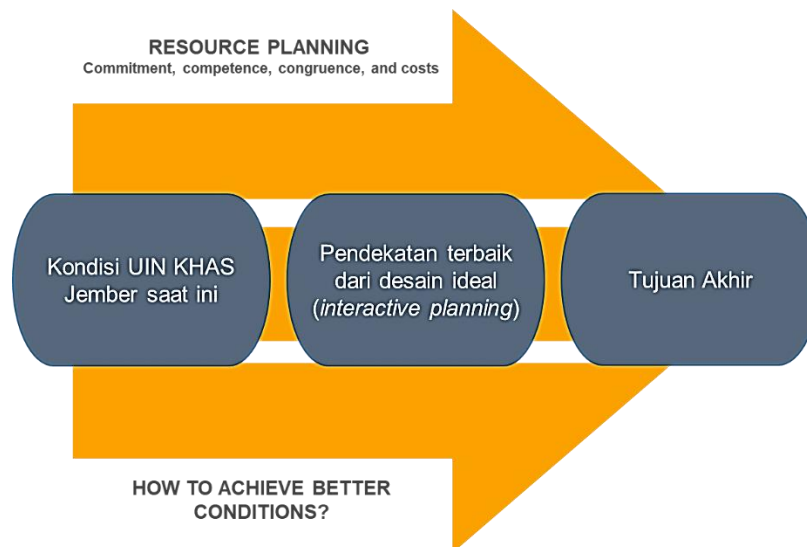 RESOURCE PLANNING
Commitment, competence, congruence, and costs
Kondisi UIN KHAS
Jember saat ini
Pendekatan terbaik
dari desain ideal
(interactive planning)
Tujuan Akhir
HOW TO ACHIEVE BETTER
CONDITIONS?